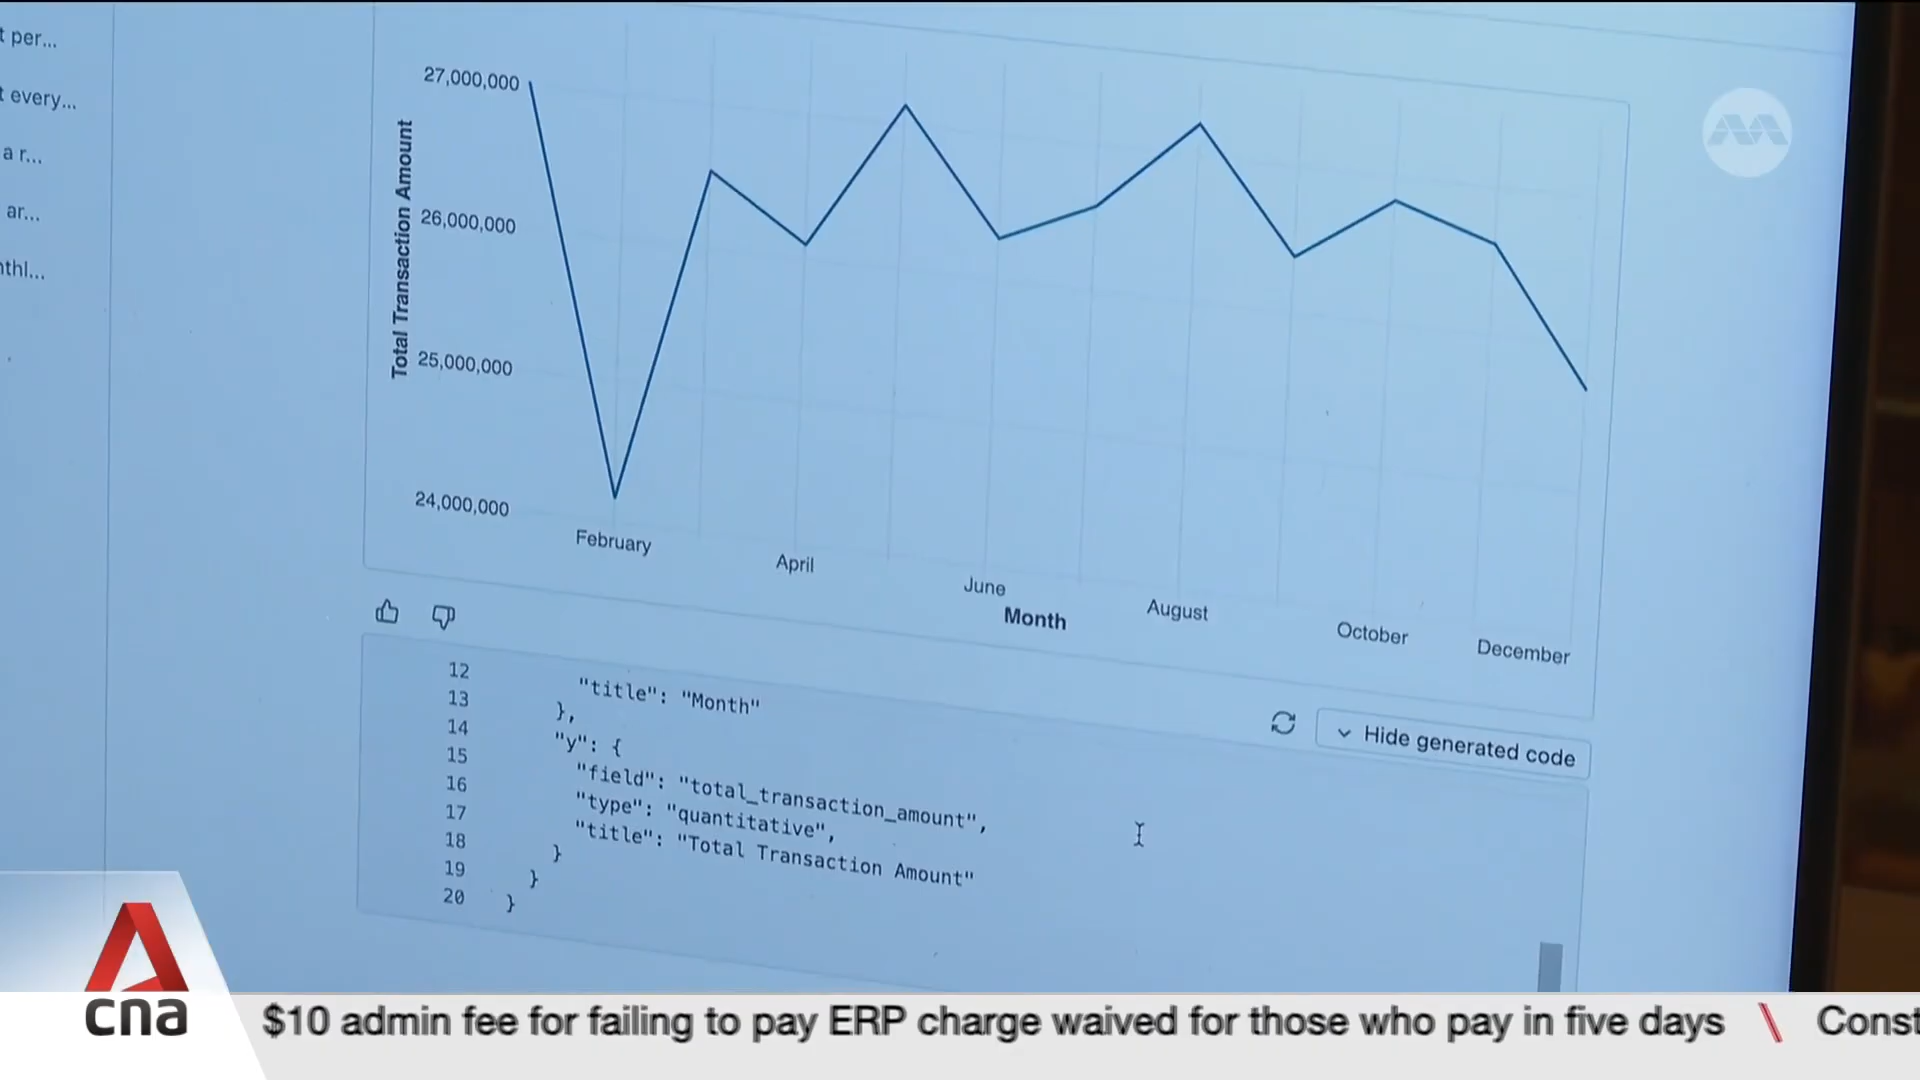 t per...
t every...
a r...
ar...
nthl...
27,000,000
26,000,000
25,000,000
24,000,000
Total Transaction Amount
February
April
June
August
October
December
Month
Hide generated code
12 "title": "Month"
13 },
14 "y": {
15 "field": "total_transaction_amount",
16 "type": "quantitative",
17 "title": "Total Transaction Amount"
18 }
19 }
20 }
cna
$10 admin fee for failing to pay ERP charge waived for those who pay in five days \ Const